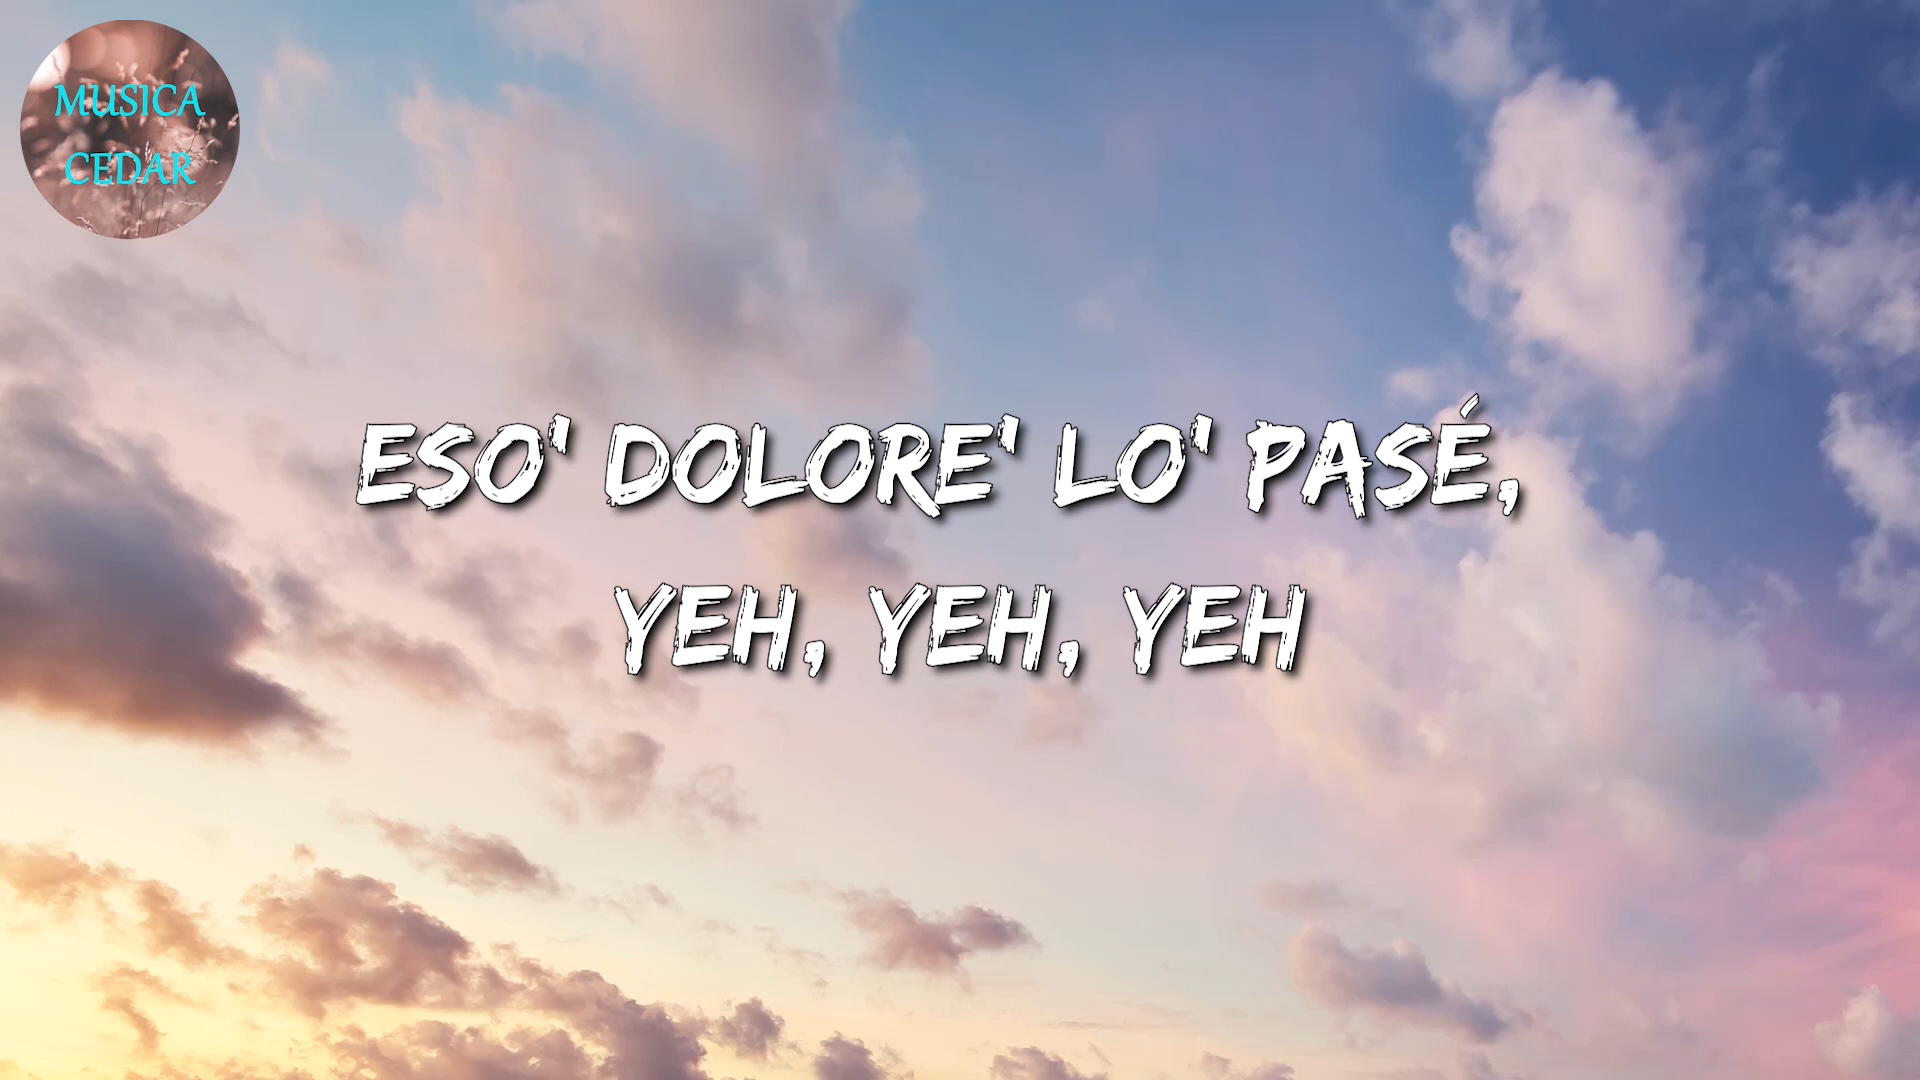 MUSICA
CEDAR
ESO' DOLORE' LO' PASÉ,
YEH, YEH, YEH